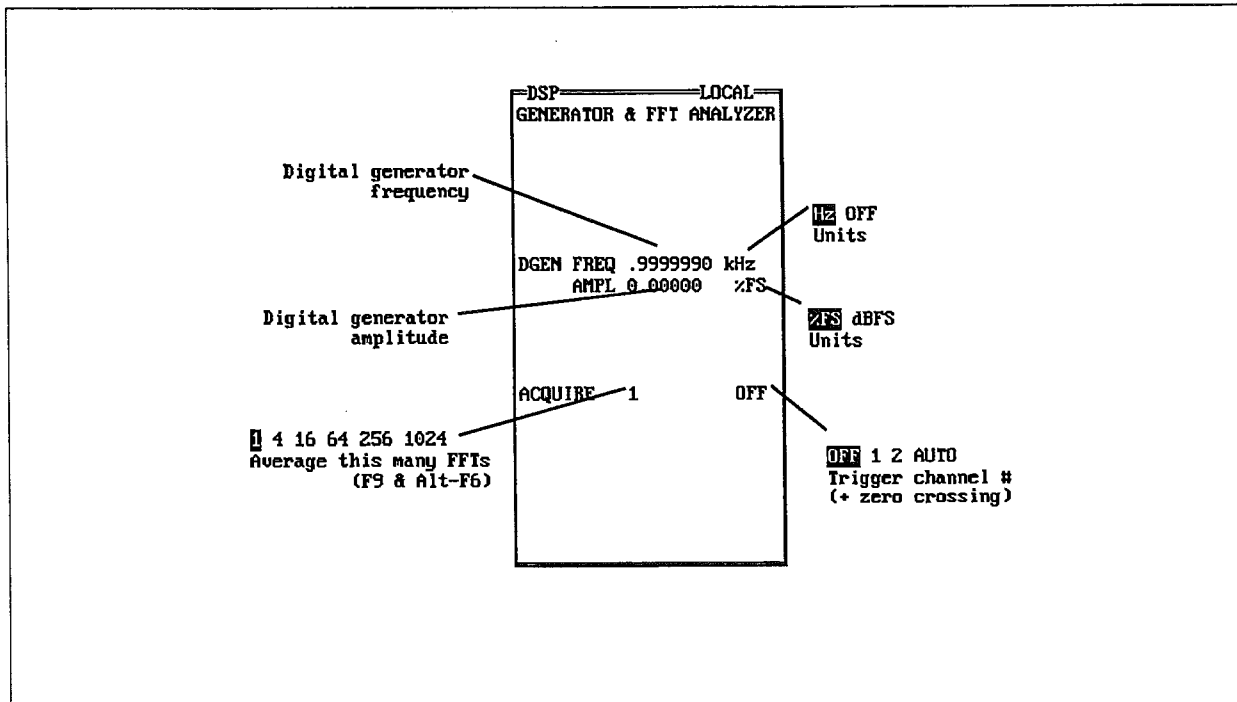 DSP LOCAL
GENERATOR & FFT ANALYZER
Digital generator
frequency
Hz OFF
Units
DGEN FREQ .9999990 kHz
AMPL 0.00000 %FS
Digital generator
amplitude
%FS dBFS
Units
ACQUIRE 1 OFF
1 4 16 64 256 1024
Average this many FFTs
(F9 & Alt-F6)
OFF 1 2 AUTO
Trigger channel #
(+ zero crossing)